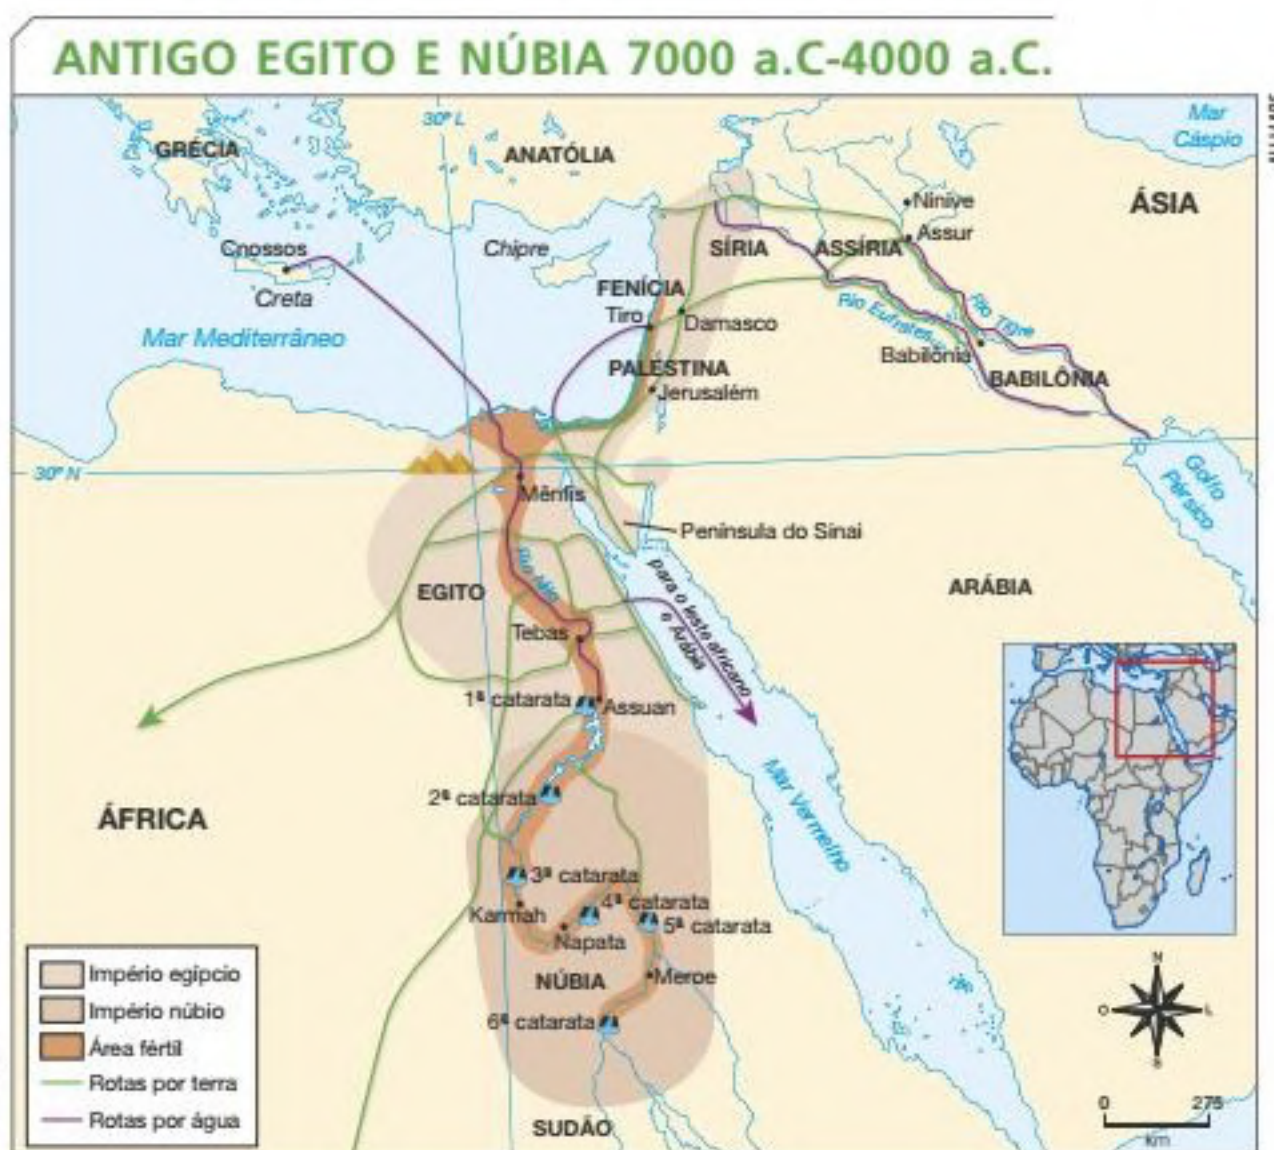 ANTIGO EGITO E NÚBIA 7000 a.C-4000 a.C.
30º L
Mar
Cáspio
GRÉCIA
ANATÓLIA
ÁSIA
Ninive
Assur
Cnossos
Chipre
SÍRIA
ASSÍRIA
Creta
FENÍCIA
Tiro
Damasco
Rio Eufrates
Rio Tigre
Mar Mediterrâneo
Babilônia
PALESTINA
BABILÔNIA
Jerusalém
30º N
Mênfis
Golfo
Pérsico
Península do Sinai
Rio Nilo
EGITO
para o leste africano
e Arábia
ARÁBIA
Tebas
1ª catarata
Assuan
2ª catarata
ÁFRICA
Mar Vermelho
3ª catarata
Karmah
4ª catarata
5ª catarata
Napata
NÚBIA
Meroe
6ª catarata
SUDÃO
Império egípcio
Império núbio
Área fértil
Rotas por terra
Rotas por água
N
O
L
S
0 275
km